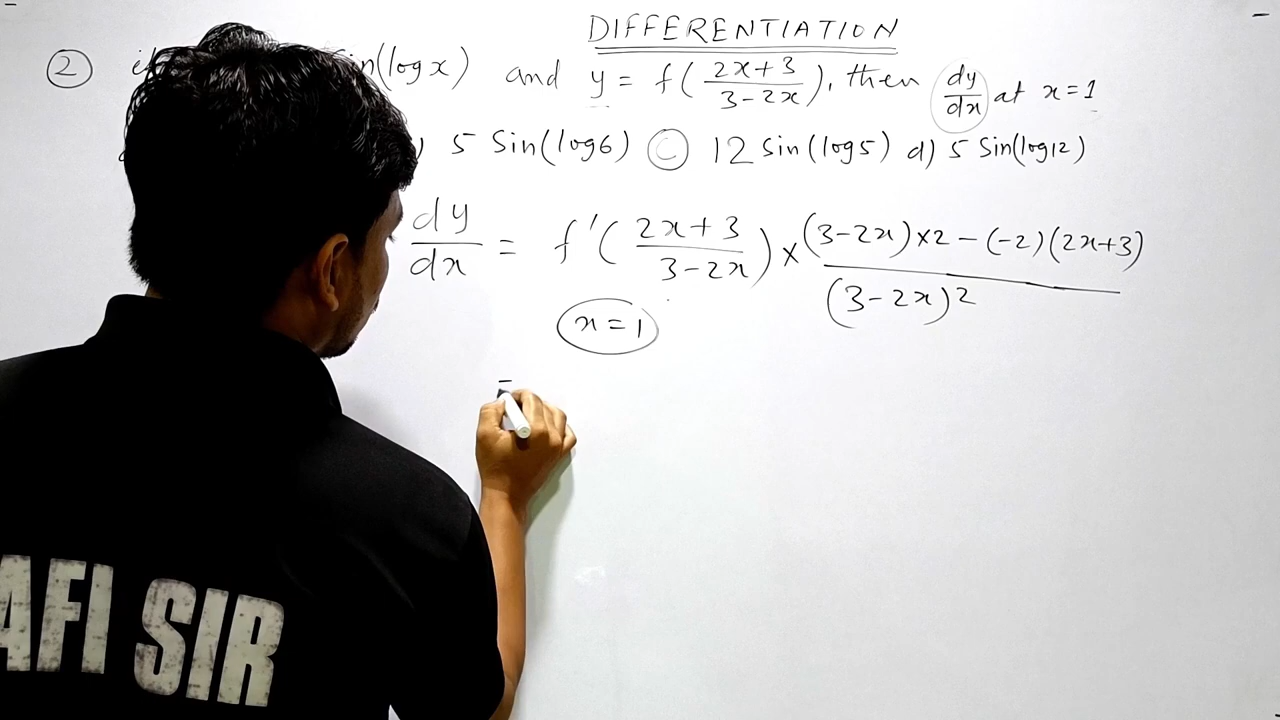 DIFFERENTIATION
② in(log x) and y = f(2x+3/3-2x), then dy/dx at x=1
) 5 Sin(log6) Ⓒ 12 Sin(log5) d) 5 Sin(log12)
dy/dx = f'(2x+3/3-2x) × (3-2x)×2-(-2)(2x+3)/(3-2x)2
x=1
AFI SIR